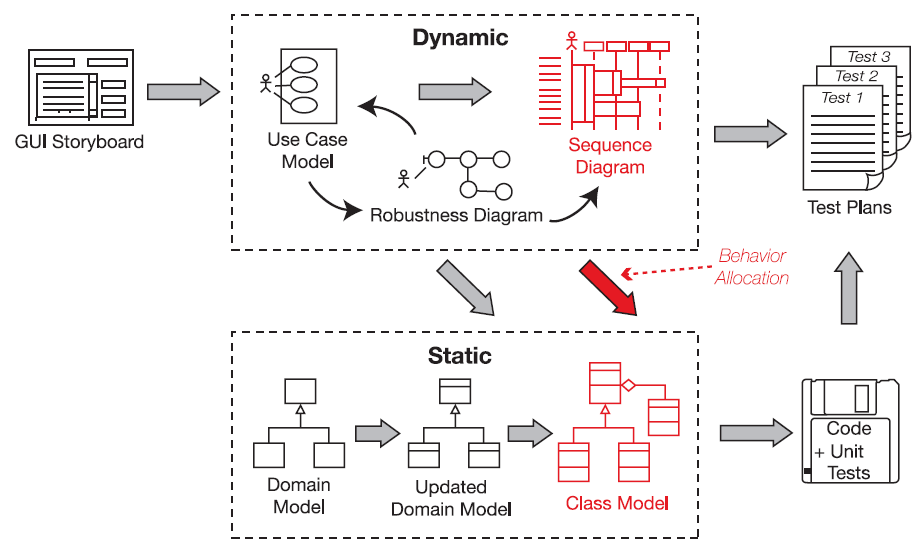 Dynamic
GUI Storyboard
Use Case
Model
Robustness Diagram
Sequence
Diagram
Test 3
Test 2
Test 1
Test Plans
Behavior
Allocation
Static
Domain
Model
Updated
Domain Model
Class Model
Code
+ Unit
Tests